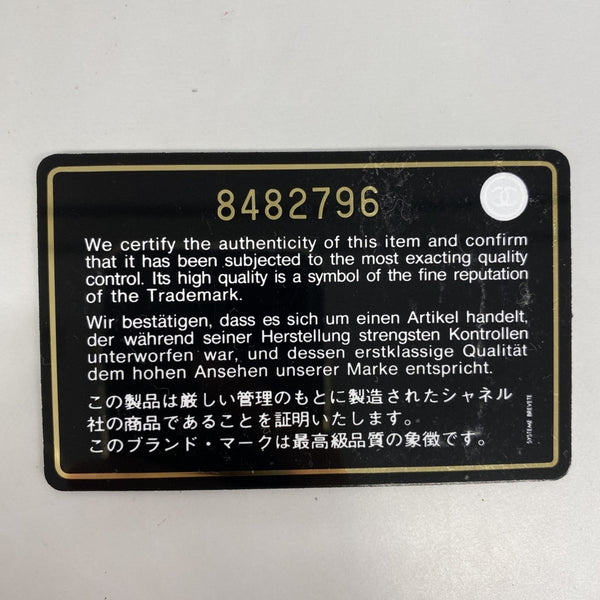 8482796
We certify the authenticity of this item and confirm
that it has been subjected to the most exacting quality
control. Its high quality is a symbol of the fine reputation
of the Trademark.
Wir bestätigen, dass es sich um einen Artikel handelt,
der während seiner Herstellung strengsten Kontrollen
unterworfen war, und dessen erstklassige Qualität
dem hohen Ansehen unserer Marke entspricht.
この製品は厳しい管理のもとに製造されたシャネル
社の商品であることを証明いたします。
このブランド・マークは最高級品質の象徴です。
SYSTEME BREVETE